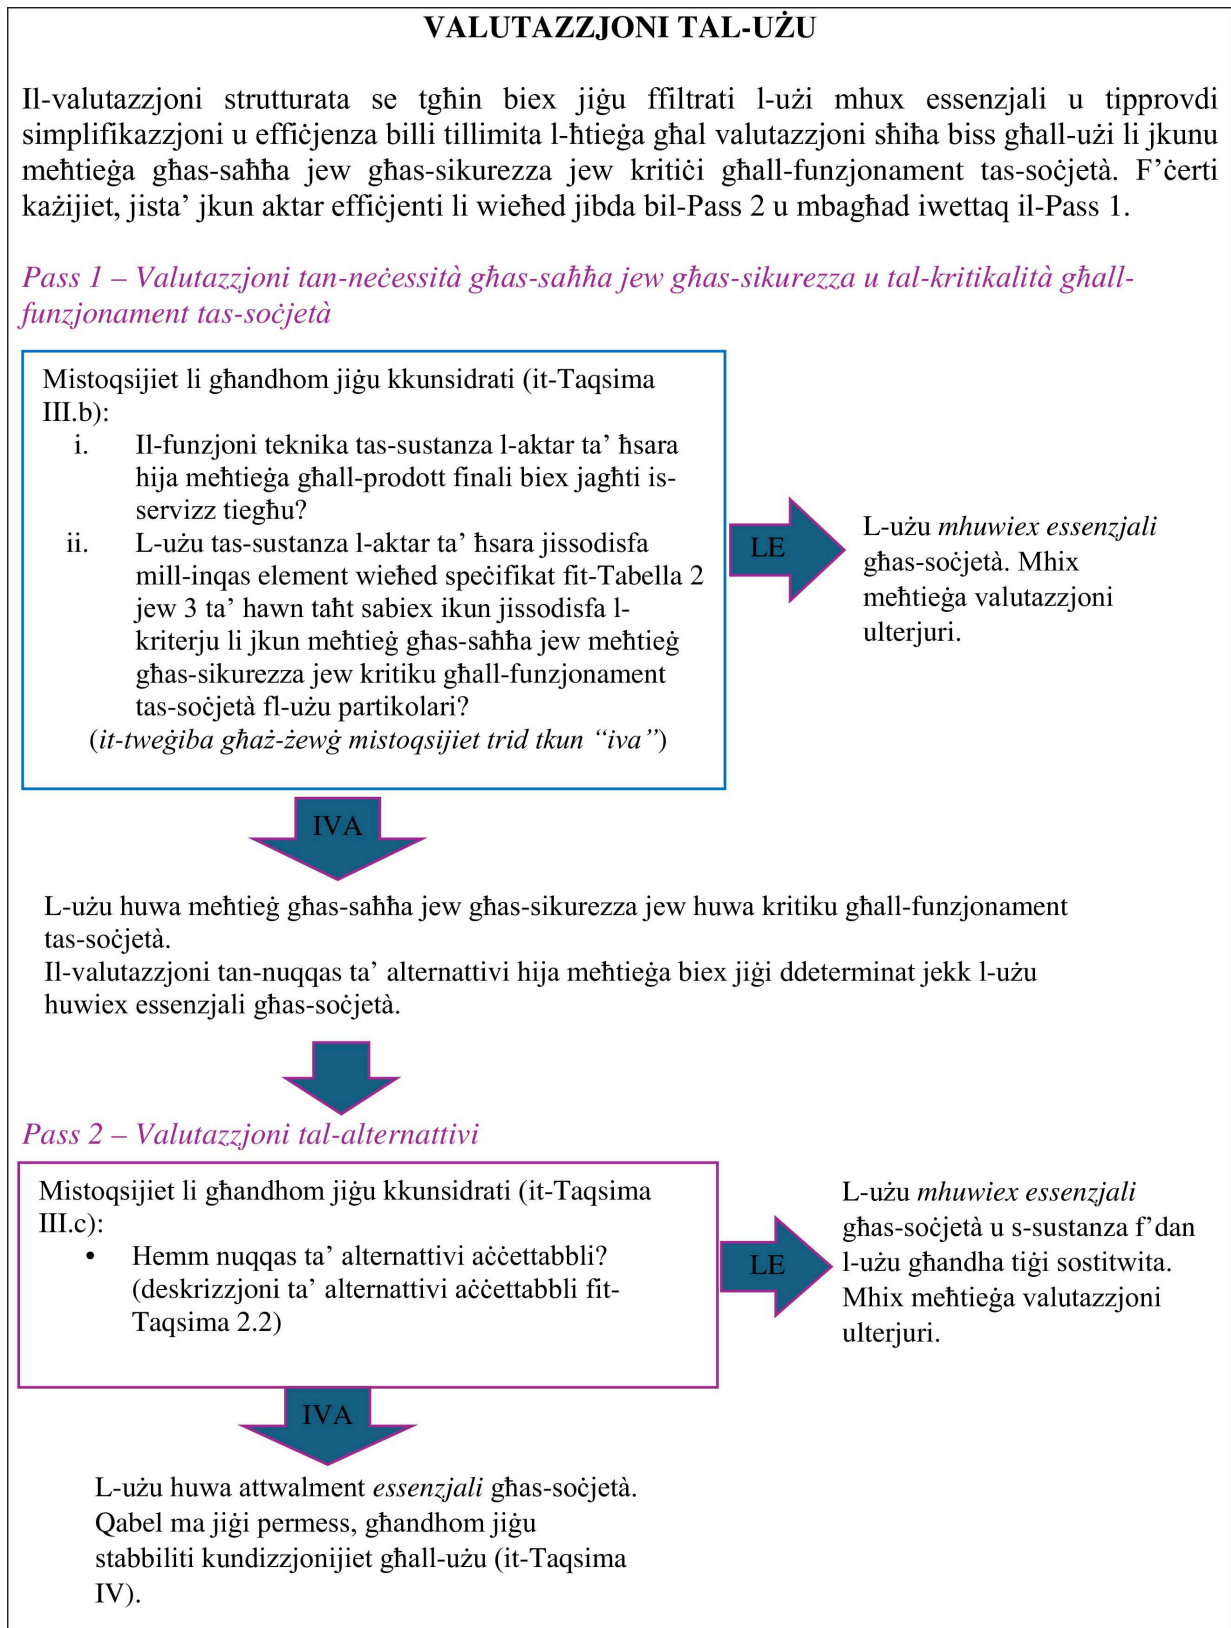 VALUTAZZJONI TAL-UŻU
Il-valutazzjoni strutturata se tgħin biex jiġu ffiltrati l-użi mhux essenzjali u tipprovdi
simplifikazzjoni u effiċjenza billi tillimita l-ħtieġa għal valutazzjoni sħiħa biss għall-użi li jkunu
meħtieġa għas-saħħa jew għas-sikurezza jew kritiċi għall-funzjonament tas-soċjetà. F’ċerti
każijiet, jista’ jkun aktar effiċjenti li wieħed jibda bil-Pass 2 u mbagħad iwettaq il-Pass 1.
Pass 1 – Valutazzjoni tan-neċessità għas-saħħa jew għas-sikurezza u tal-kritikalità għall-
funzjonament tas-soċjetà
Mistoqsijiet li għandhom jiġu kkunsidrati (it-Taqsima
III.b):
i. Il-funzjoni teknika tas-sustanza l-aktar ta’ ħsara
hija meħtieġa għall-prodott finali biex jagħti is-
servizz tiegħu?
ii. L-użu tas-sustanza l-aktar ta’ ħsara jissodisfa
mill-inqas element wieħed speċifikat fit-Tabella 2
jew 3 ta’ hawn taħt sabiex ikun jissodisfa l-
kriterju li jkun meħtieġ għas-saħħa jew meħtieġ
għas-sikurezza jew kritiku għall-funzjonament
tas-soċjetà fl-użu partikolari?
(it-tweġiba għaż-żewġ mistoqsijiet trid tkun “iva”)
LE
L-użu mhuwiex essenzjali
għas-soċjetà. Mhix
meħtieġa valutazzjoni
ulterjuri.
IVA
L-użu huwa meħtieġ għas-saħħa jew għas-sikurezza jew huwa kritiku għall-funzjonament
tas-soċjetà.
Il-valutazzjoni tan-nuqqas ta’ alternattivi hija meħtieġa biex jiġi ddeterminat jekk l-użu
huwiex essenzjali għas-soċjetà.
Pass 2 – Valutazzjoni tal-alternattivi
Mistoqsijiet li għandhom jiġu kkunsidrati (it-Taqsima
III.c):
• Hemm nuqqas ta’ alternattivi aċċettabbli?
(deskrizzjoni ta’ alternattivi aċċettabbli fit-
Taqsima 2.2)
LE
L-użu mhuwiex essenzjali
għas-soċjetà u s-sustanza f’dan
l-użu għandha tiġi sostitwita.
Mhix meħtieġa valutazzjoni
ulterjuri.
IVA
L-użu huwa attwalment essenzjali għas-soċjetà.
Qabel ma jiġi permess, għandhom jiġu
stabbiliti kundizzjonijiet għall-użu (it-Taqsima
IV).